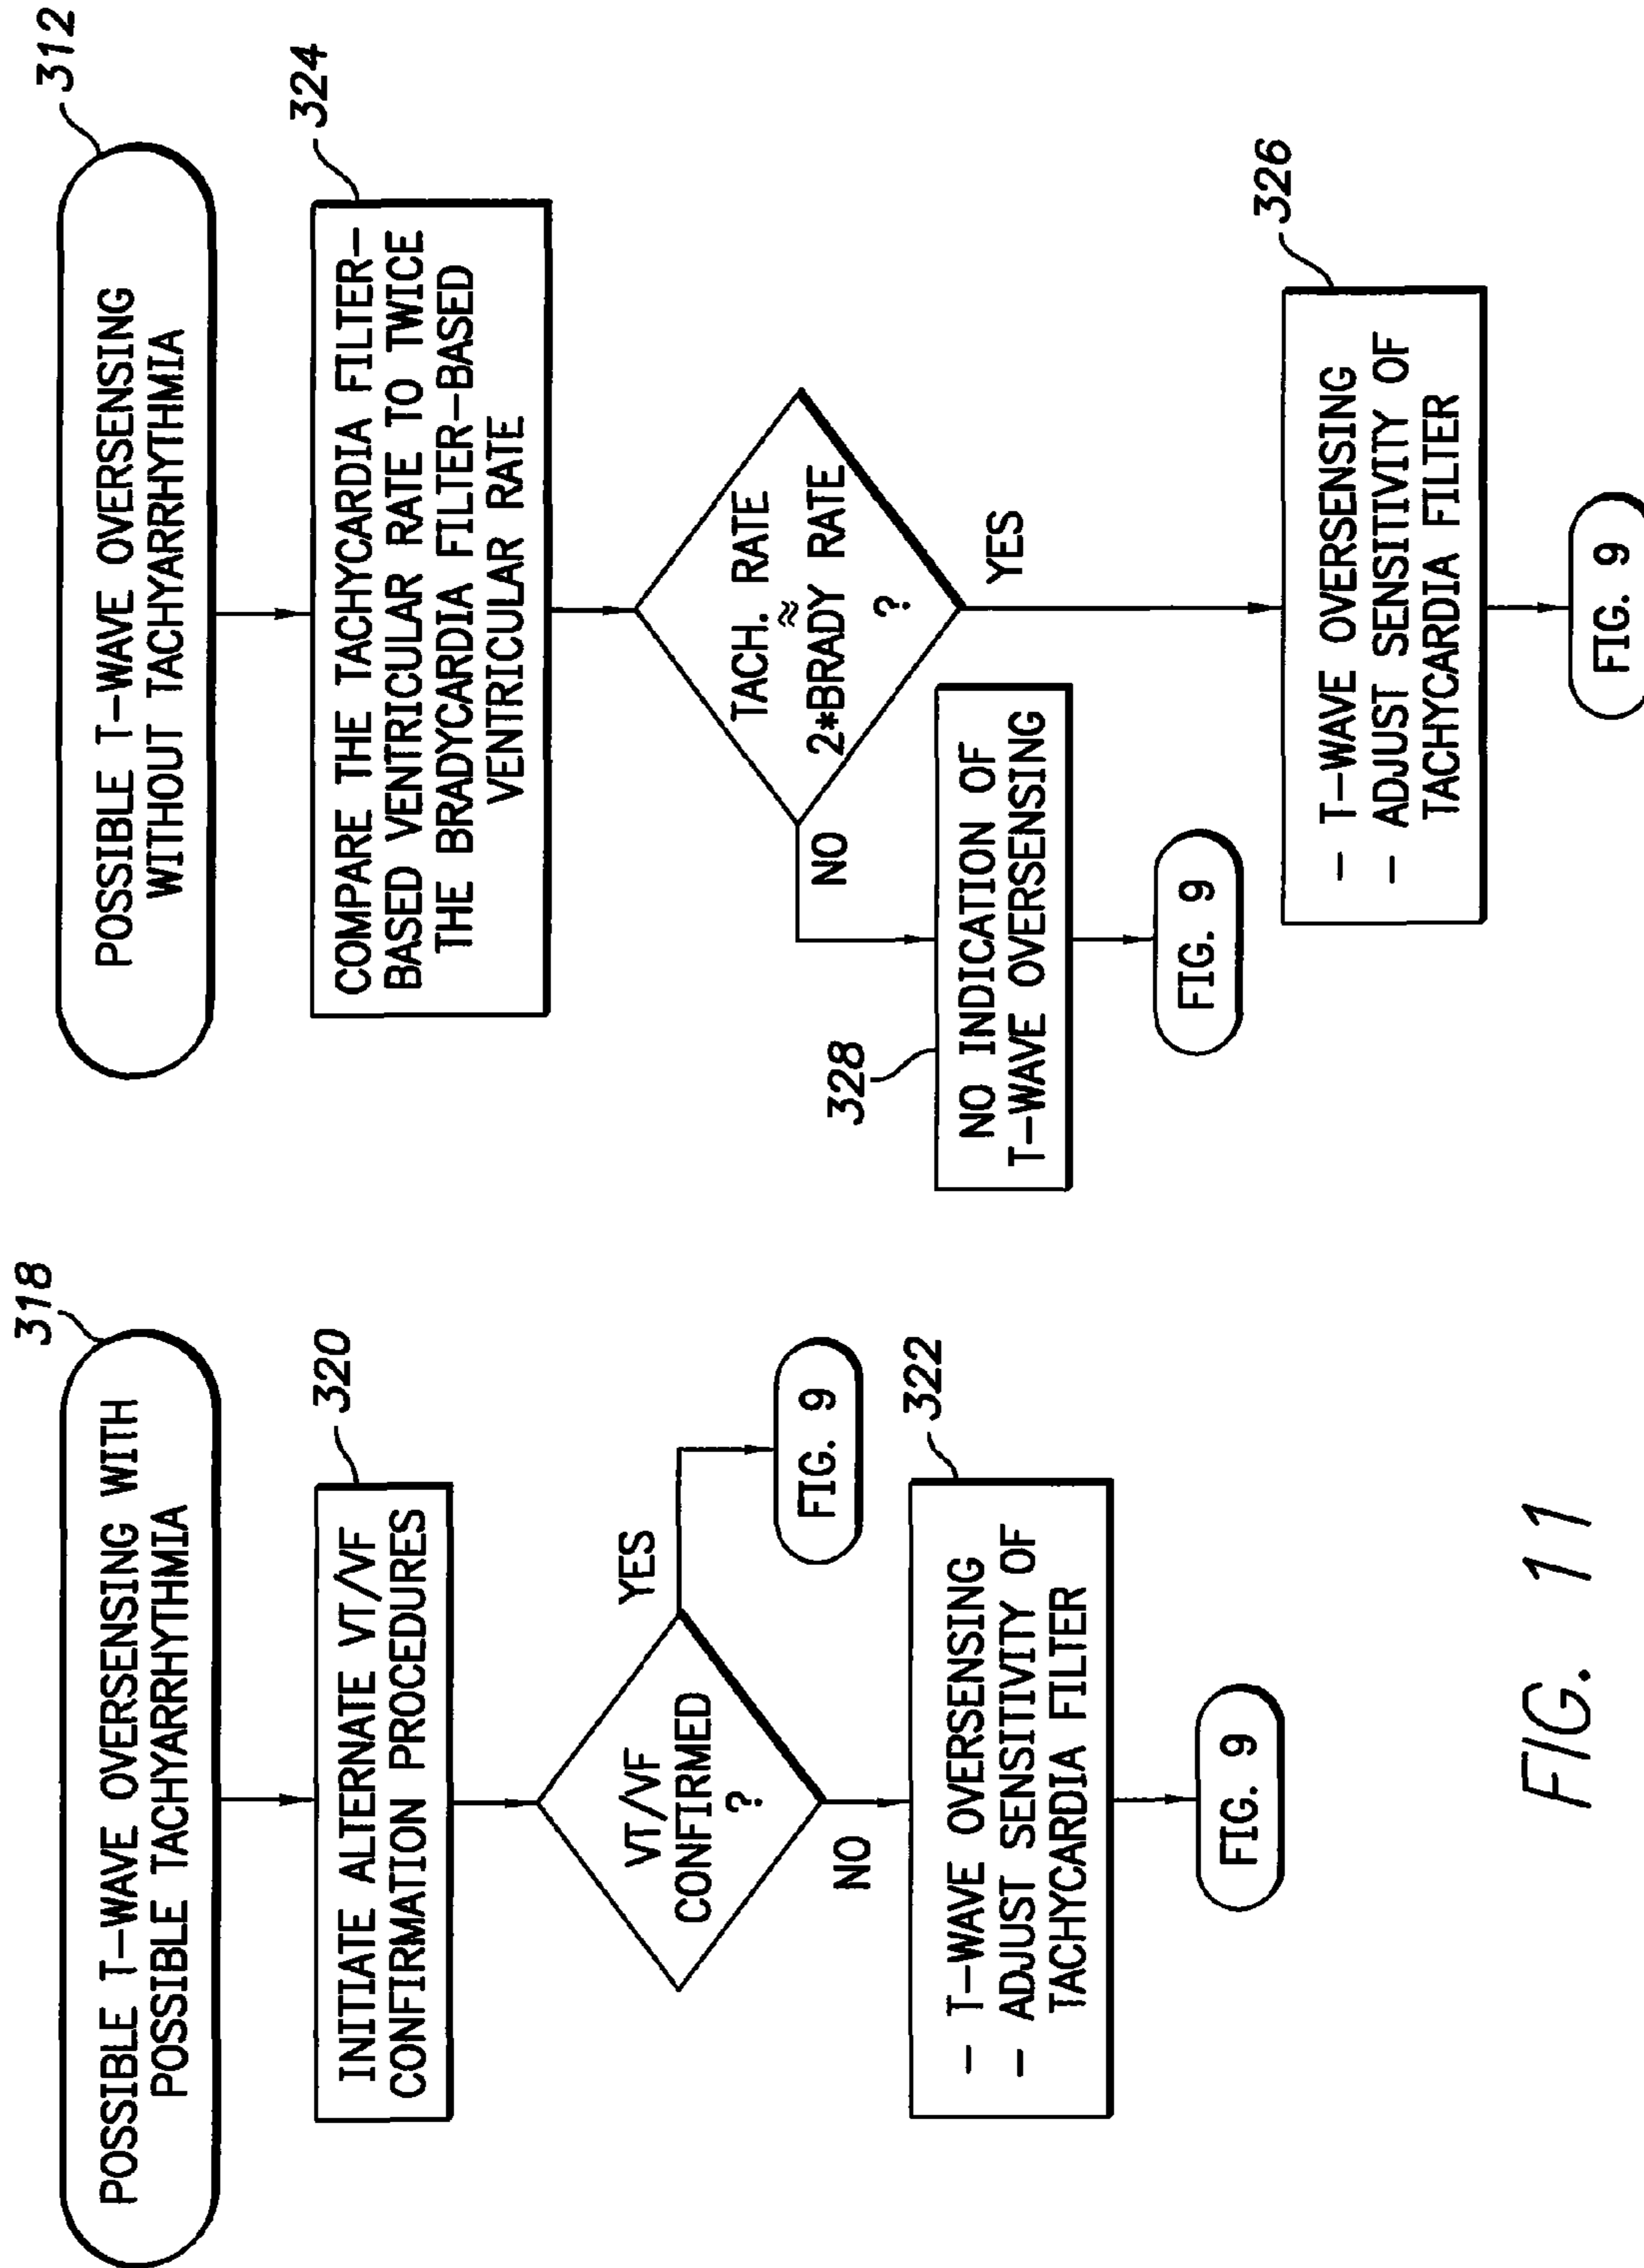 318
POSSIBLE T-WAVE OVERSENSING WITH
POSSIBLE TACHYARRHYTHMIA
320
INITIATE ALTERNATE VT/VF
CONFIRMATION PROCEDURES
VT/VF
CONFIRMED
?
YES
FIG. 9
NO
322
- T-WAVE OVERSENSING
- ADJUST SENSITIVITY OF
TACHYCARDIA FILTER
FIG. 9
312
POSSIBLE T-WAVE OVERSENSING
WITHOUT TACHYARRHYTHMIA
324
COMPARE THE TACHYCARDIA FILTER-
BASED VENTRICULAR RATE TO TWICE
THE BRADYCARDIA FILTER-BASED
VENTRICULAR RATE
TACH. RATE
≈
2*BRADY RATE
?
NO
328
NO INDICATION OF
T-WAVE OVERSENSING
FIG. 9
YES
326
- T-WAVE OVERSENSING
- ADJUST SENSITIVITY OF
TACHYCARDIA FILTER
FIG. 9
FIG. 11